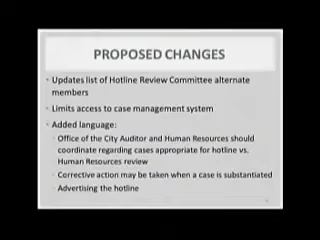 PROPOSED CHANGES
• Updates list of Hotline Review Committee alternate
members
• Limits access to case management system
• Added language:
• Office of the City Auditor and Human Resources should
coordinate regarding cases appropriate for hotline vs.
Human Resources review
• Corrective action may be taken when a case is substantiated
• Advertising the hotline